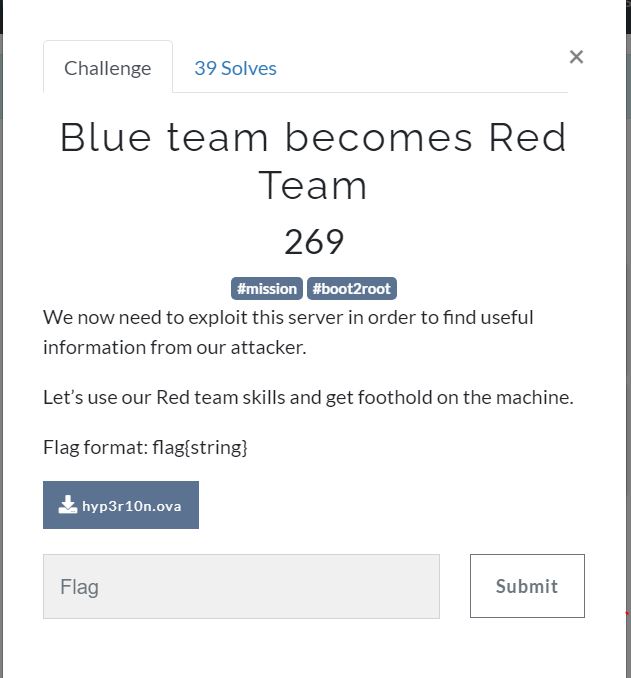 Challenge
39 Solves
×
Blue team becomes Red
Team
269
#mission #boot2root
We now need to exploit this server in order to find useful
information from our attacker.
Let’s use our Red team skills and get foothold on the machine.
Flag format: flag{string}
hyp3r10n.ova
Flag
Submit